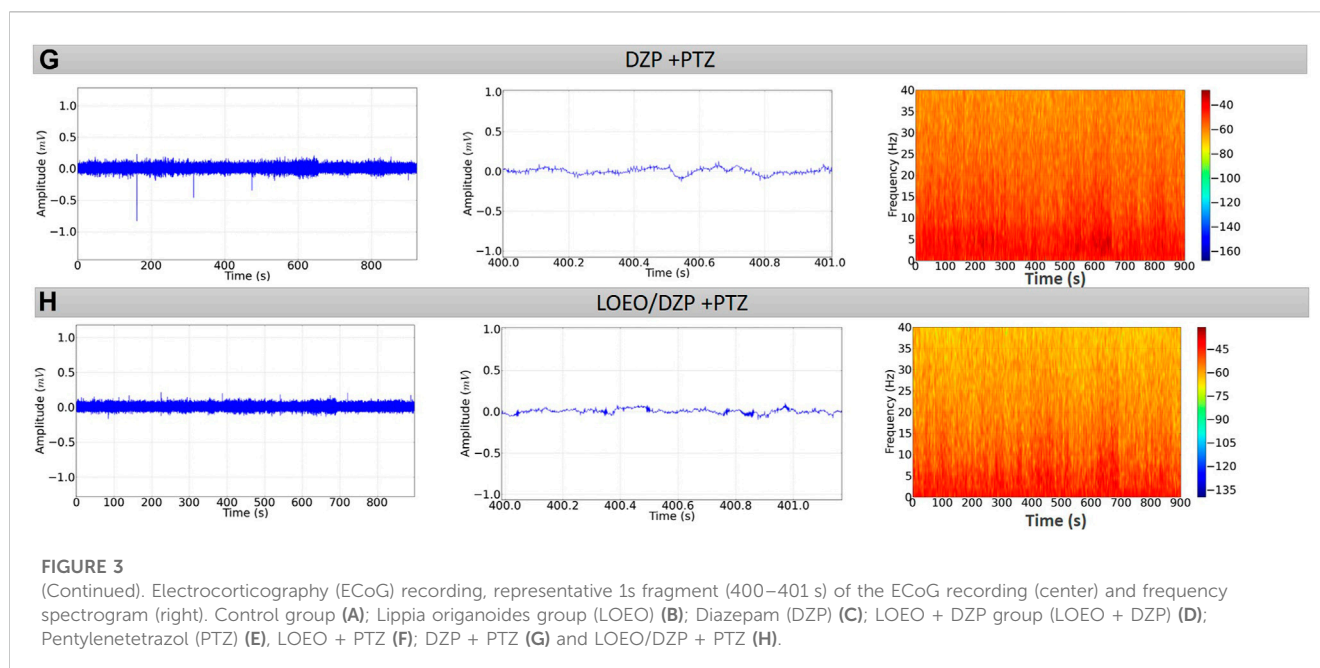 G
DZP +PTZ
1.0
0.5
0.0
−0.5
−1.0
Amplitude (mV)
0 200 400 600 800
Time (s)
1.0
0.5
0.0
−0.5
−1.0
Amplitude (mV)
400.0 400.2 400.4 400.6 400.8 401.0
Time (s)
40
35
30
25
20
15
10
5
0
Frequency (Hz)
0 100 200 300 400 500 600 700 800 900
Time (s)
−40
−60
−80
−100
−120
−140
−160
H
LOEO/DZP +PTZ
1.0
0.5
0.0
−0.5
−1.0
Amplitude (mV)
0 100 200 300 400 500 600 700 800
Time (s)
1.0
0.5
0.0
−0.5
−1.0
Amplitude (mV)
400.0 400.2 400.4 400.6 400.8 401.0
Time (s)
40
35
30
25
20
15
10
5
0
Frequency (Hz)
0 100 200 300 400 500 600 700 800 900
Time (s)
−45
−60
−75
−90
−105
−120
−135
FIGURE 3
(Continued). Electrocorticography (ECoG) recording, representative 1s fragment (400–401 s) of the ECoG recording (center) and frequency
spectrogram (right). Control group (A); Lippia origanoides group (LOEO) (B); Diazepam (DZP) (C); LOEO + DZP group (LOEO + DZP) (D);
Pentylenetetrazol (PTZ) (E), LOEO + PTZ (F); DZP + PTZ (G) and LOEO/DZP + PTZ (H).